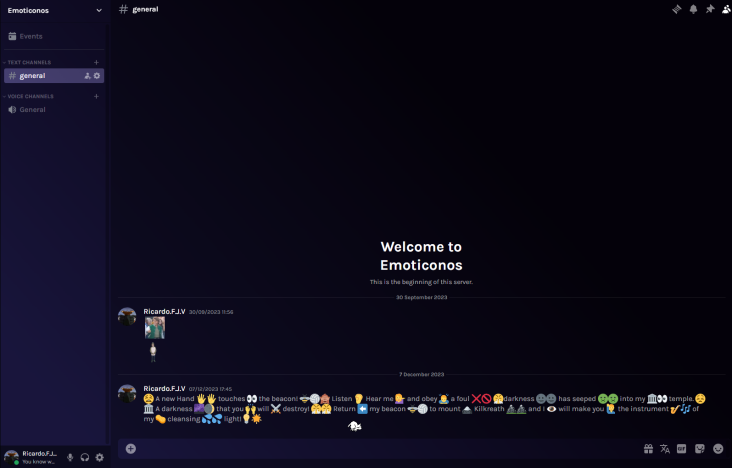 Emoticonos
general
Events
TEXT CHANNELS
general
VOICE CHANNELS
General
Welcome to
Emoticonos
This is the beginning of this server.
30 September 2023
Ricardo.F.J.V 30/09/2023 11:56
7 December 2023
Ricardo.F.J.V 07/12/2023 17:45
A new Hand touches the beacon! Listen Hear me and obey a foul darkness has seeped into my temple.
A darkness that you will destroy! Return my beacon to mount Kilkreath and I will make you the instrument of
my cleansing light!
Ricardo.F.J...
You know w...
GIF